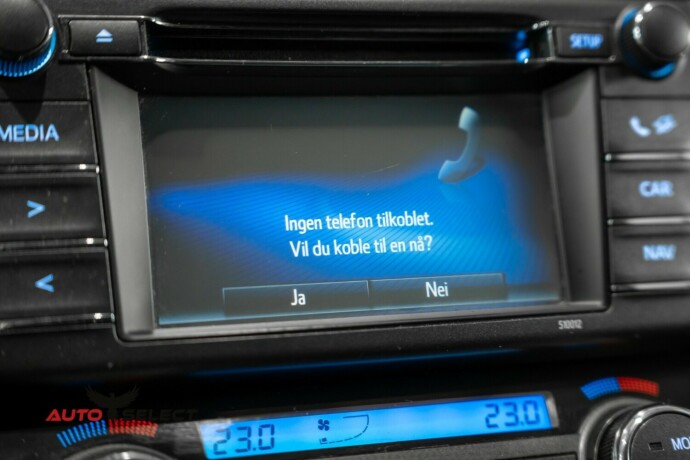 SETUP
MEDIA
CAR
>
Ingen telefon tilkoblet.
Vil du koble til en nå?
NAV
<
Ja
Nei
510012
AUTO SELECT
23.0
23.0
MO